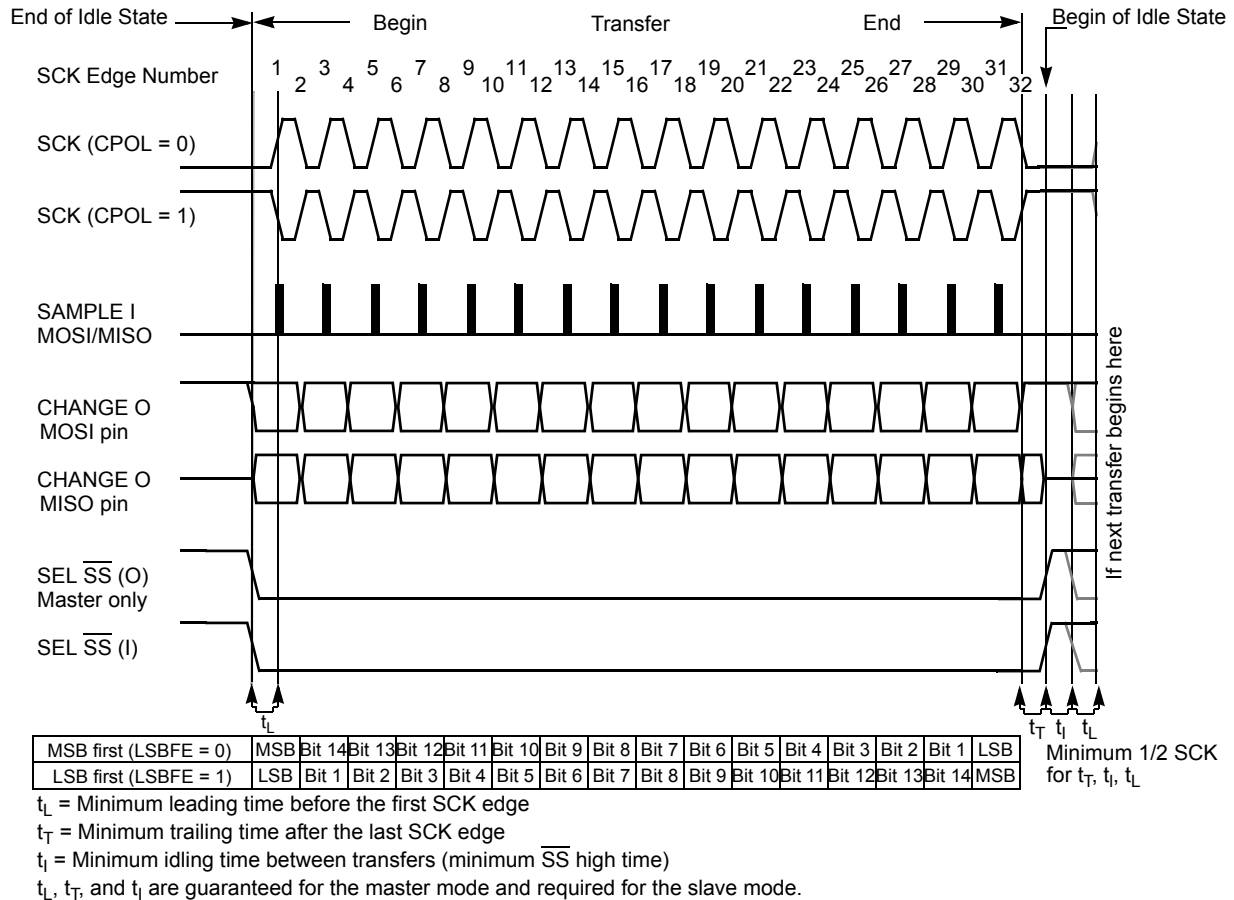 End of Idle State
Begin
Transfer
End
Begin of Idle State
SCK Edge Number
1 3 5 7 9 11 13 15 17 19 21 23 25 27 29 31
2 4 6 8 10 12 14 16 18 20 22 24 26 28 30 32
SCK (CPOL = 0)
SCK (CPOL = 1)
SAMPLE I
MOSI/MISO
CHANGE O
MOSI pin
CHANGE O
MISO pin
SEL S̅S̅ (O)
Master only
SEL S̅S̅ (I)
If next transfer begins here
tL
tT tI tL
MSB first (LSBFE = 0) MSB Bit 14 Bit 13 Bit 12 Bit 11 Bit 10 Bit 9 Bit 8 Bit 7 Bit 6 Bit 5 Bit 4 Bit 3 Bit 2 Bit 1 LSB
LSB first (LSBFE = 1) LSB Bit 1 Bit 2 Bit 3 Bit 4 Bit 5 Bit 6 Bit 7 Bit 8 Bit 9 Bit 10 Bit 11 Bit 12 Bit 13 Bit 14 MSB
Minimum 1/2 SCK
for tT, tI, tL
tL = Minimum leading time before the first SCK edge
tT = Minimum trailing time after the last SCK edge
tI = Minimum idling time between transfers (minimum S̅S̅ high time)
tL, tT, and tI are guaranteed for the master mode and required for the slave mode.